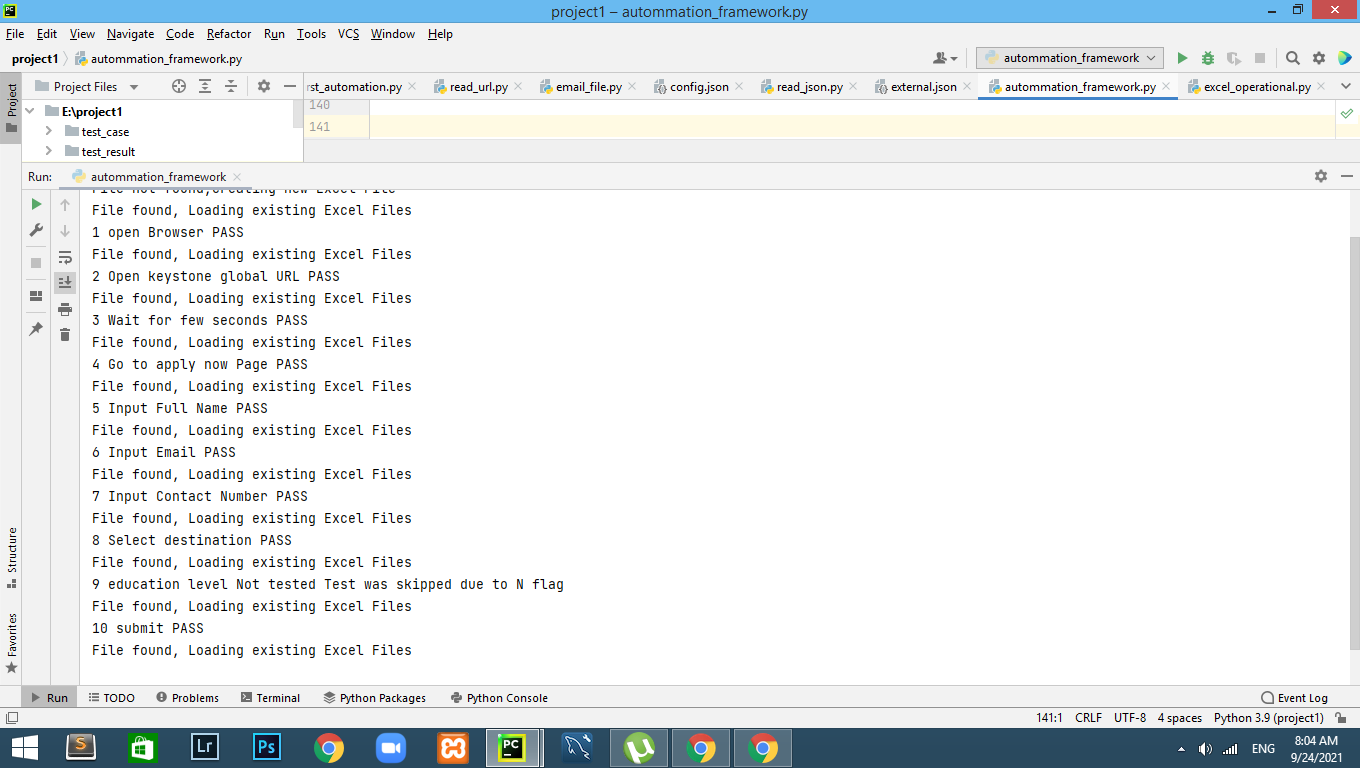 project1 – autommation_framework.py
File Edit View Navigate Code Refactor Run Tools VCS Window Help
project1 autommation_framework.py
autommation_framework
Project
Project Files
rst_automation.py read_url.py email_file.py config.json read_json.py external.json autommation_framework.py excel_operational.py
E:\project1
test_case
test_result
140
141
Run: autommation_framework
File not found,Creating new Excel File
File found, Loading existing Excel Files
1 open Browser PASS
File found, Loading existing Excel Files
2 Open keystone global URL PASS
File found, Loading existing Excel Files
3 Wait for few seconds PASS
File found, Loading existing Excel Files
4 Go to apply now Page PASS
File found, Loading existing Excel Files
5 Input Full Name PASS
File found, Loading existing Excel Files
6 Input Email PASS
File found, Loading existing Excel Files
7 Input Contact Number PASS
File found, Loading existing Excel Files
8 Select destination PASS
File found, Loading existing Excel Files
9 education level Not tested Test was skipped due to N flag
File found, Loading existing Excel Files
10 submit PASS
File found, Loading existing Excel Files
Structure
Favorites
Run TODO Problems Terminal Python Packages Python Console Event Log
141:1 CRLF UTF-8 4 spaces Python 3.9 (project1)
S Lr Ps PC
ENG
8:04 AM
9/24/2021